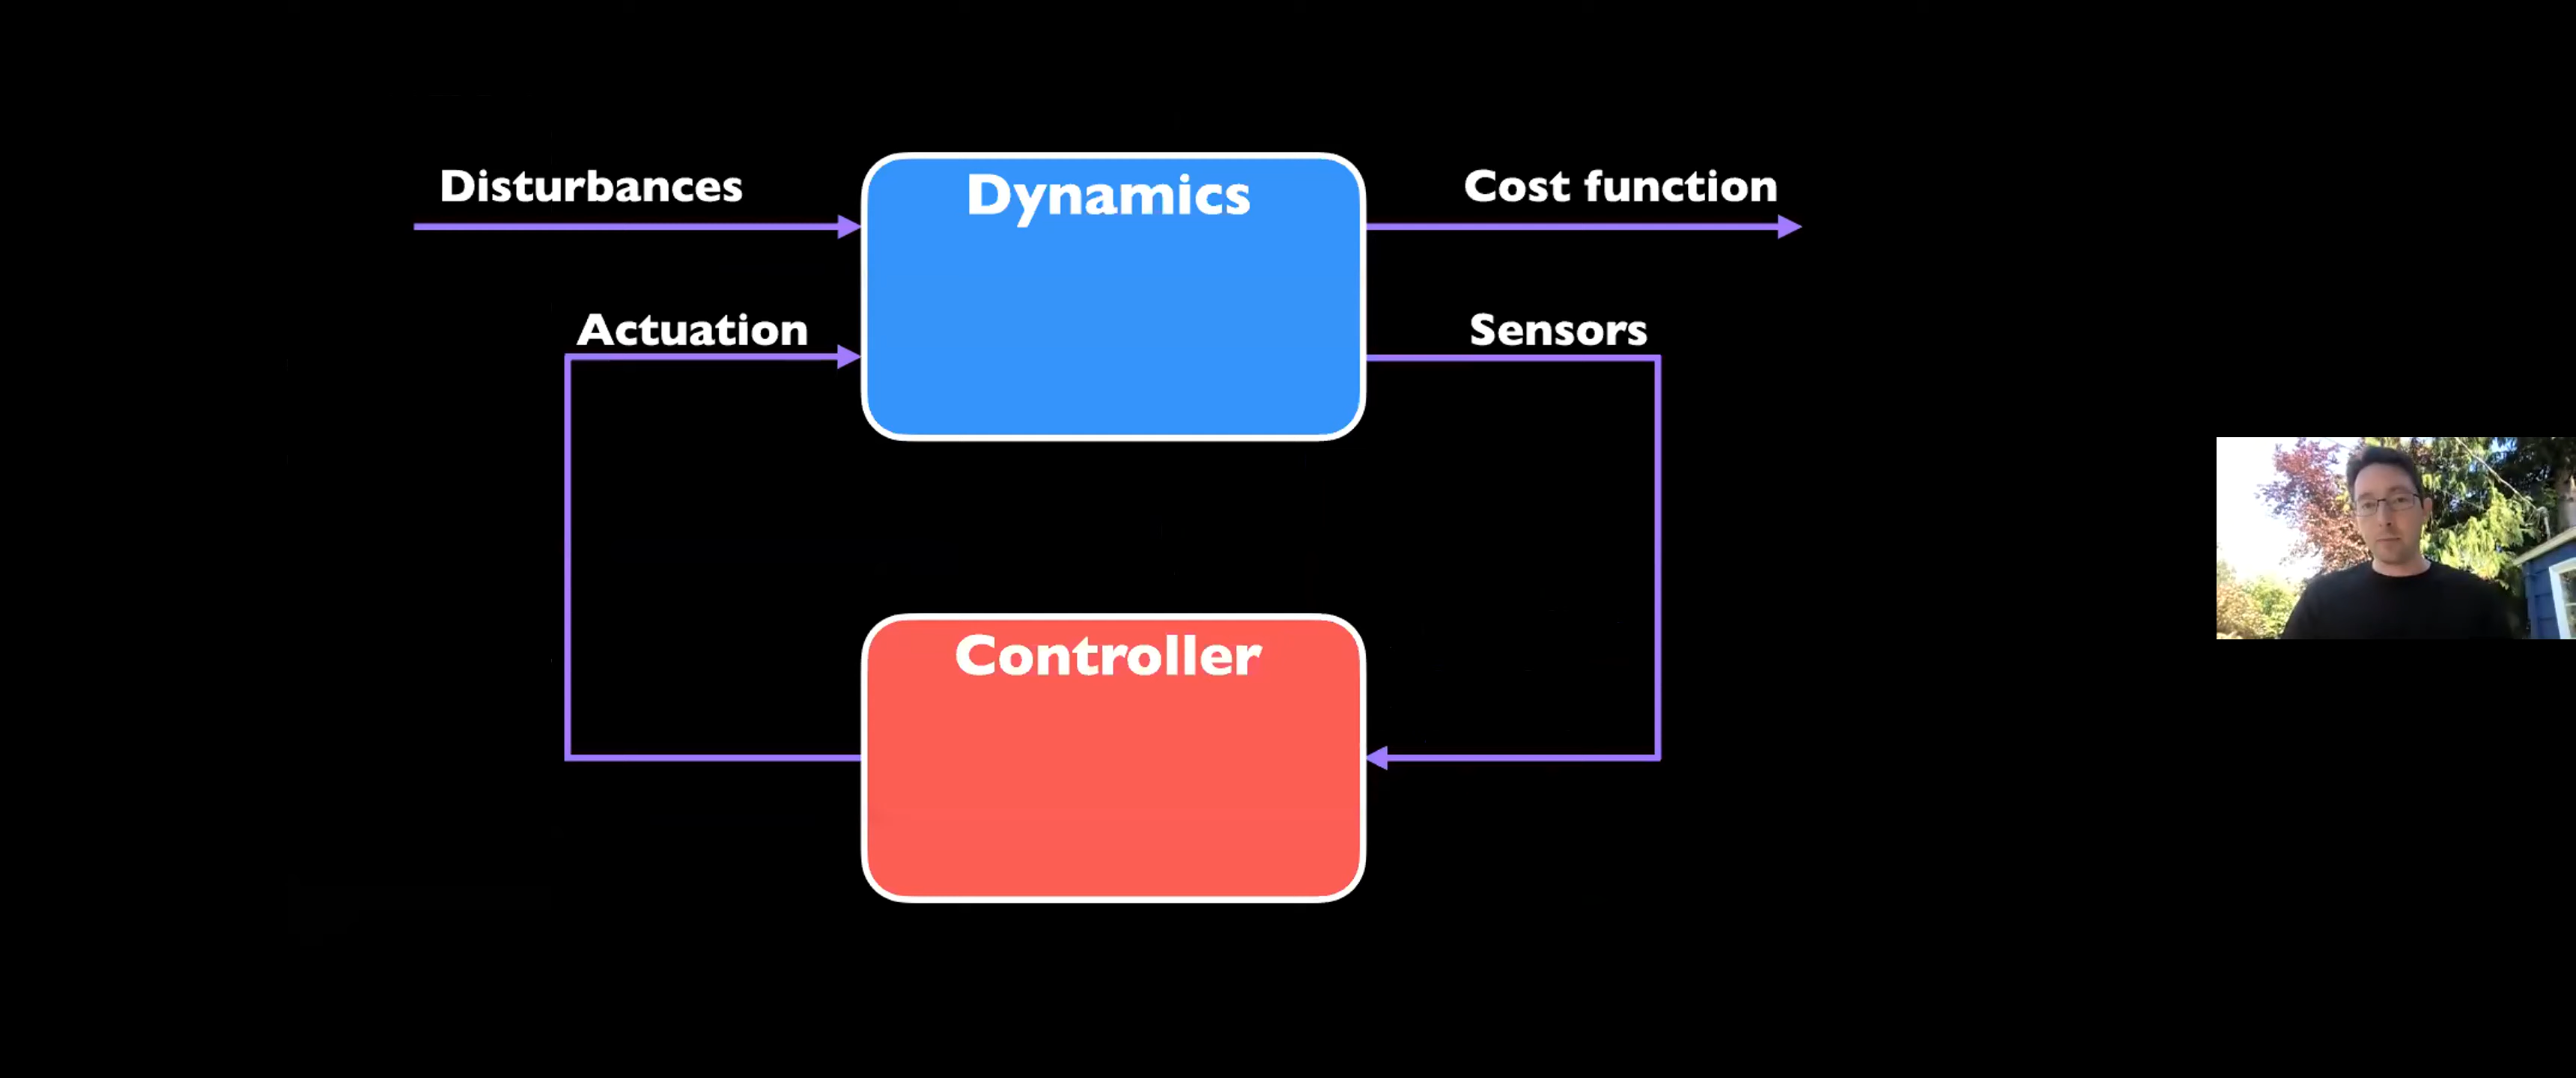 Disturbances
Dynamics
Cost function
Actuation
Sensors
Controller